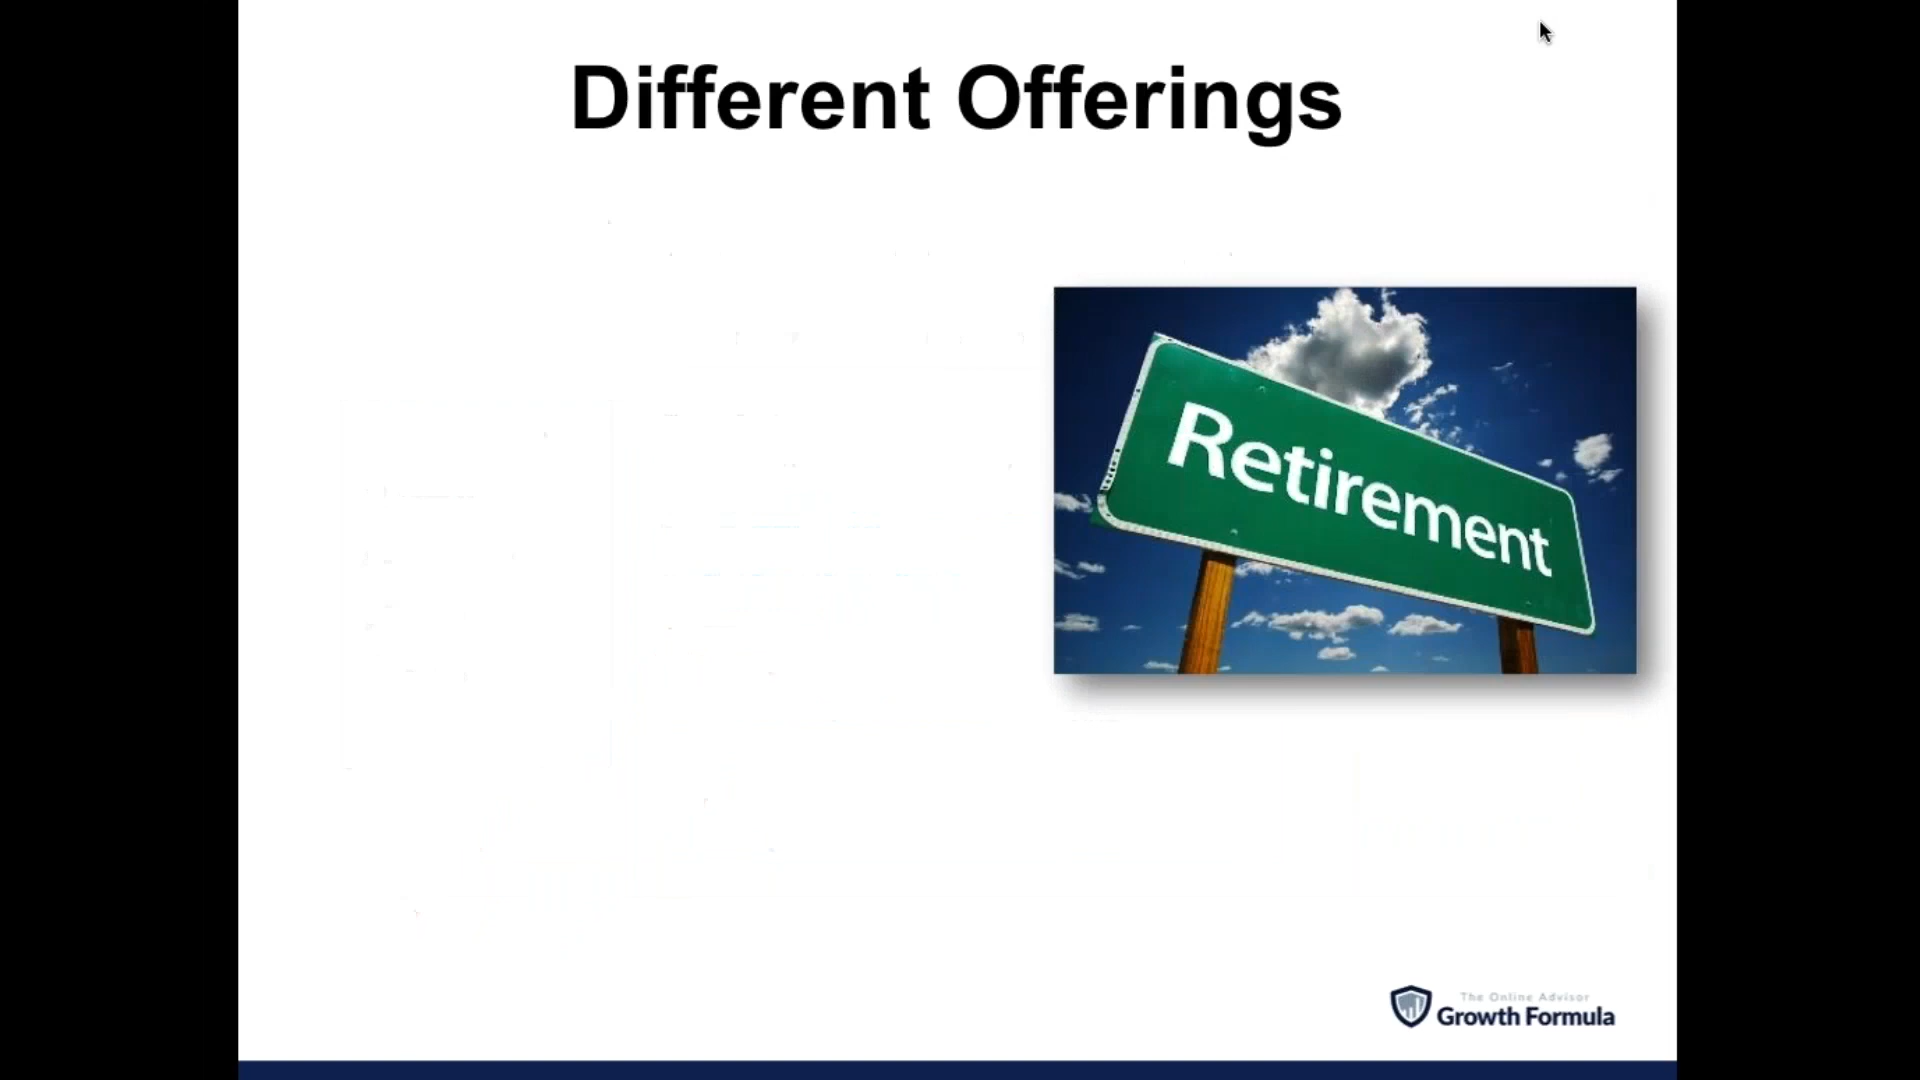 Different Offerings
Retirement
The Online Advisor
Growth Formula